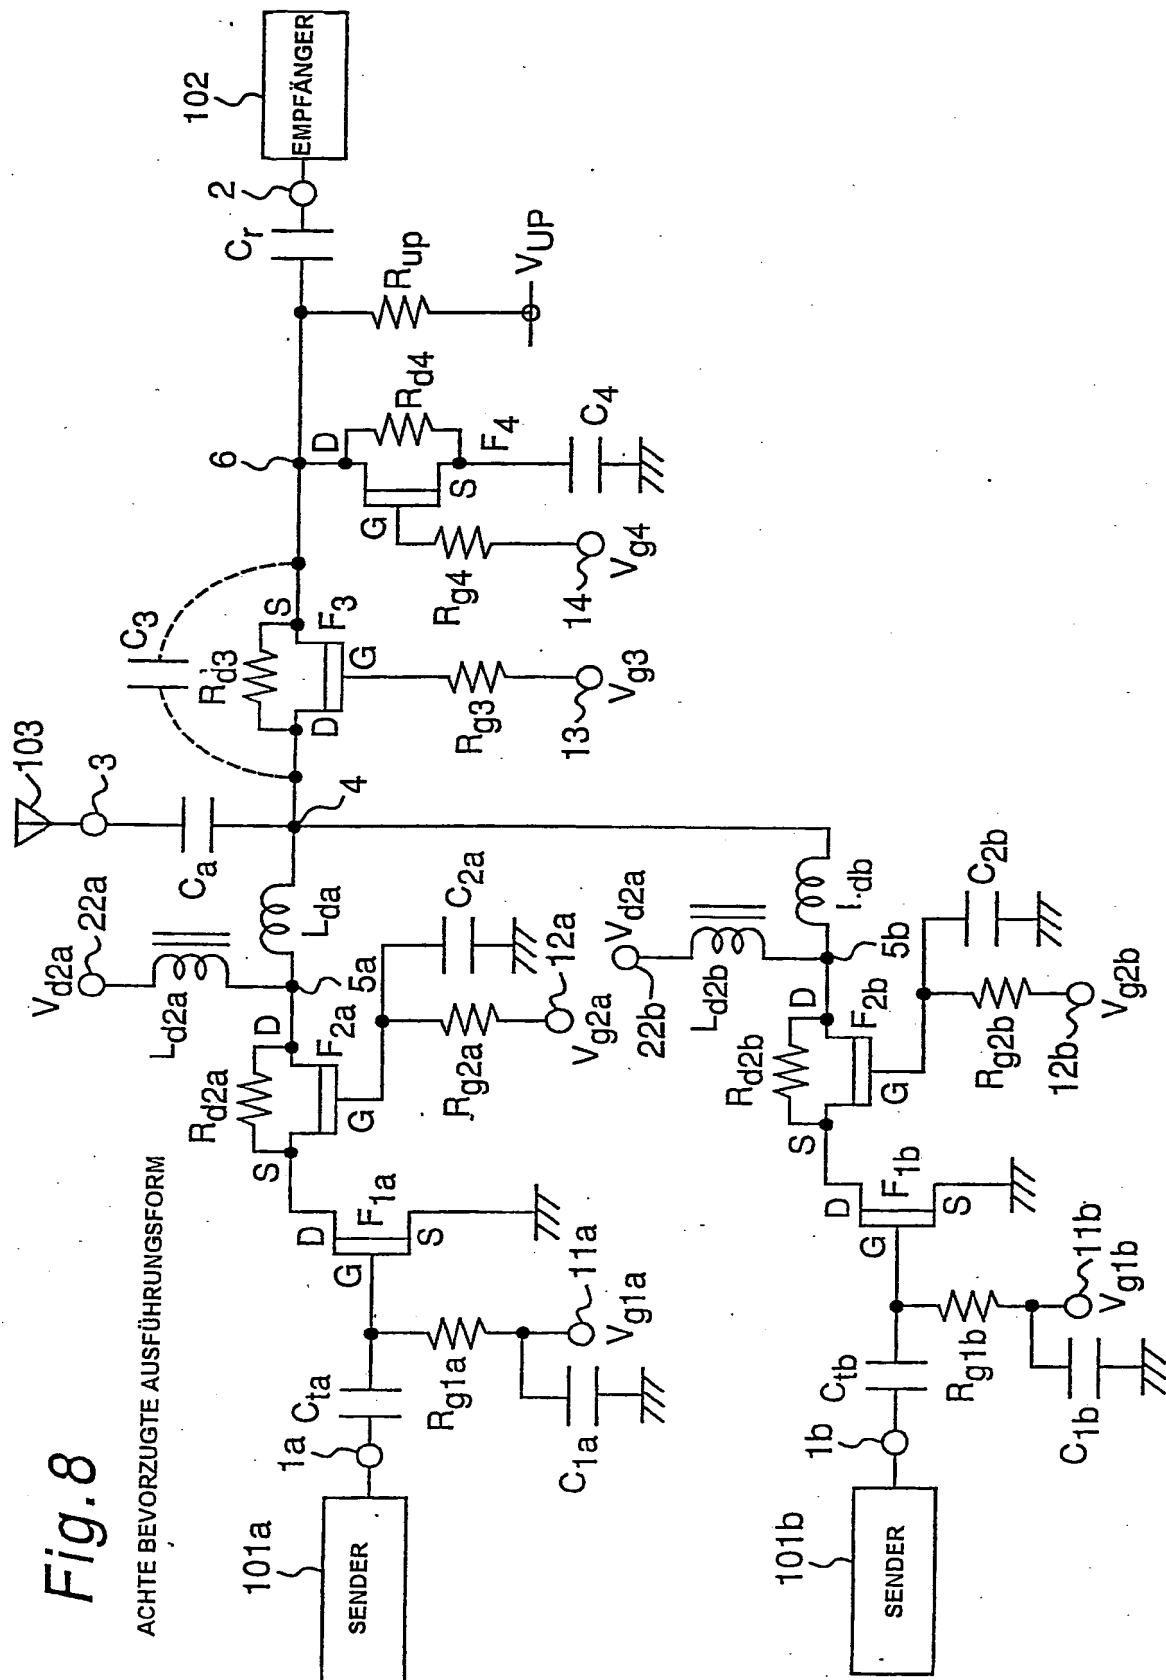 Fig.8
ACHTE BEVORZUGTE AUSFÜHRUNGSFORM
103
3
Ca
4
Vd2a
22a
Ld2a
5a
Lda
C3
Rd3
D
S
F3
G
Rg3
13
Vg3
6
D
G
S
F4
Rd4
C4
Rg4
14
Vg4
Rup
VUP
Cr
2
102
EMPFÄNGER
101a
SENDER
1a
Cta
Rg1a
C1a
11a
Vg1a
G
D
F1a
S
S
Rd2a
D
F2a
G
Rg2a
C2a
12a
Vg2a
Vd2a
22b
Ld2b
5b
Ldb
101b
SENDER
1b
Ctb
Rg1b
C1b
11b
Vg1b
G
D
F1b
S
S
Rd2b
D
F2b
G
Rg2b
C2b
12b
Vg2b